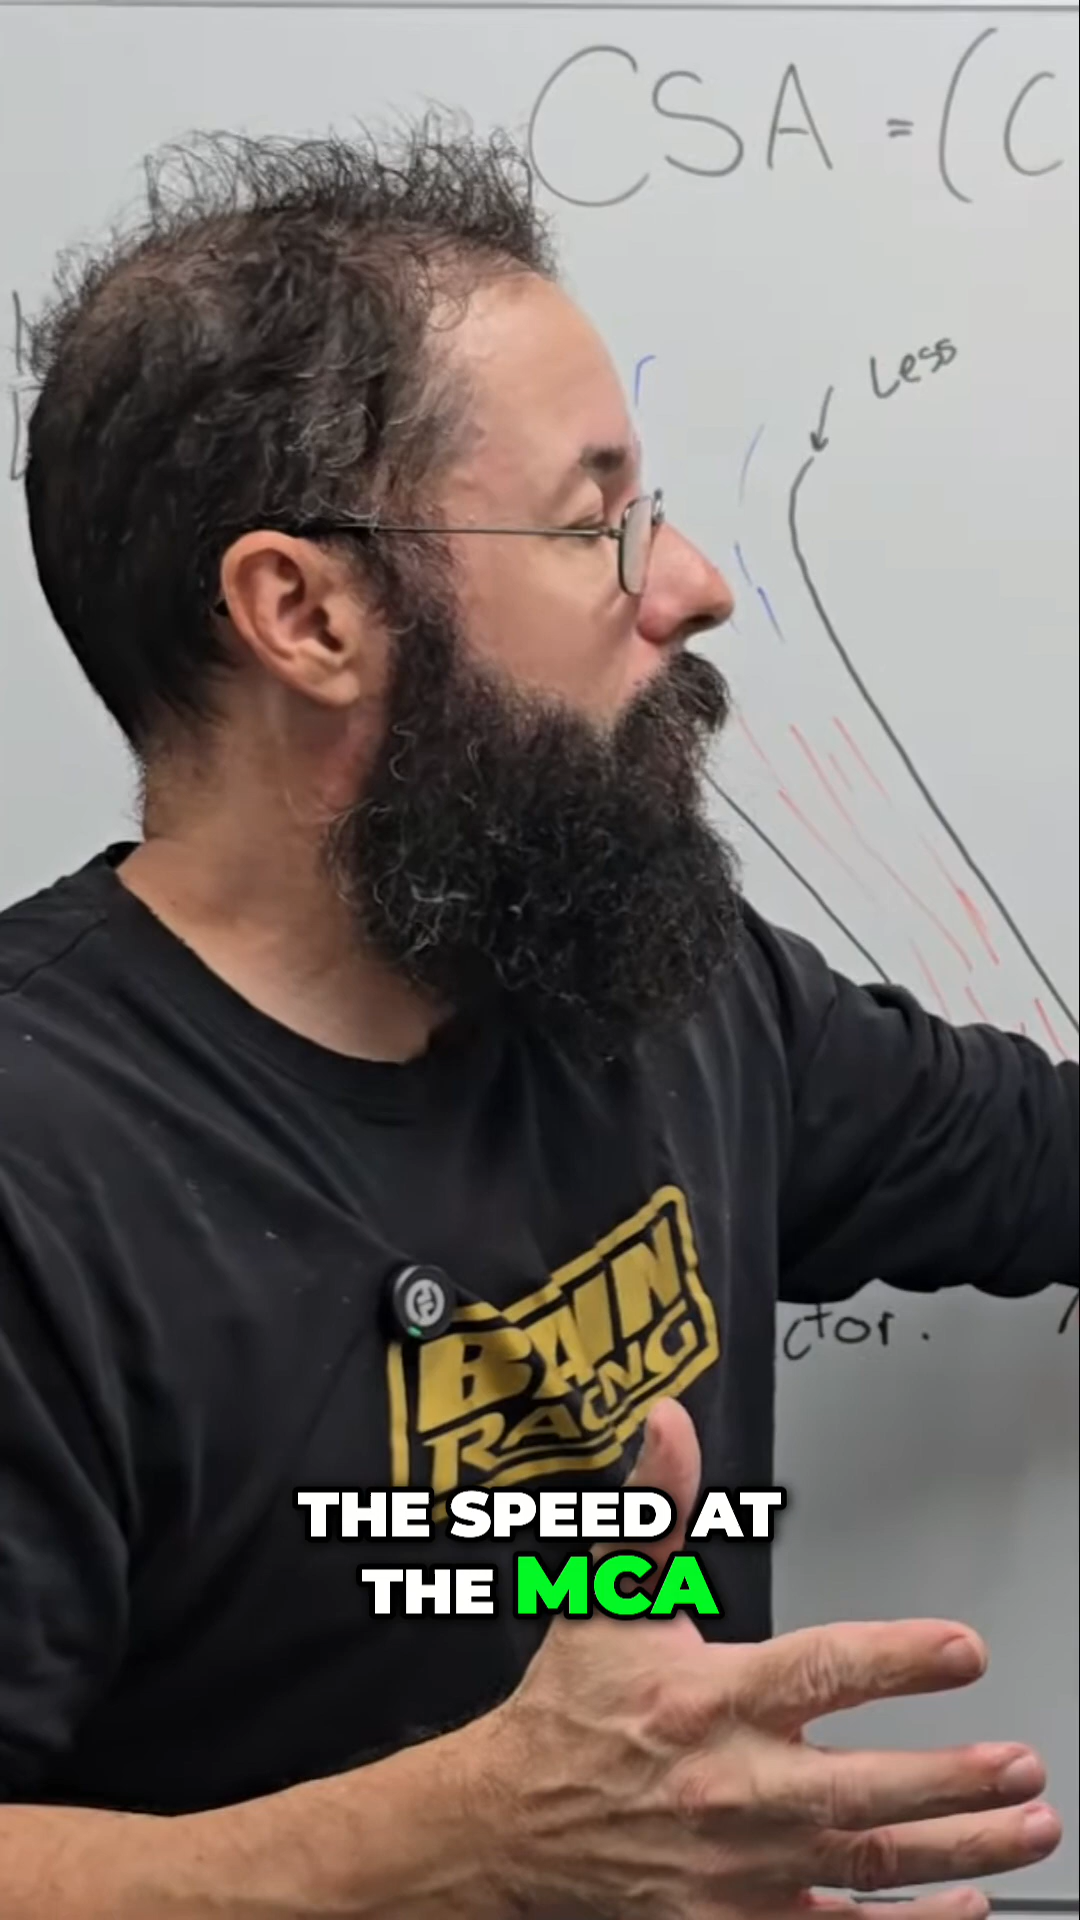 CSA = (C
Less
r
BAIN
RACING
ctor.
THE SPEED AT
THE MCA